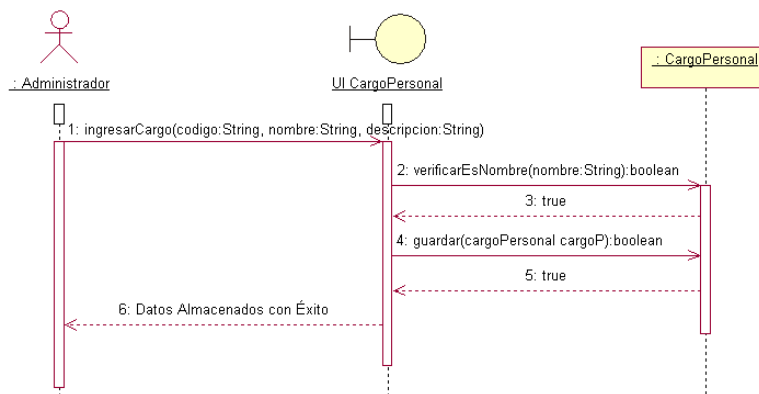 : Administrador
UI CargoPersonal
: CargoPersonal
1: ingresarCargo(codigo:String, nombre:String, descripcion:String)
2: verificarEsNombre(nombre:String):boolean
3: true
4: guardar(cargoPersonal cargoP):boolean
5: true
6: Datos Almacenados con Éxito